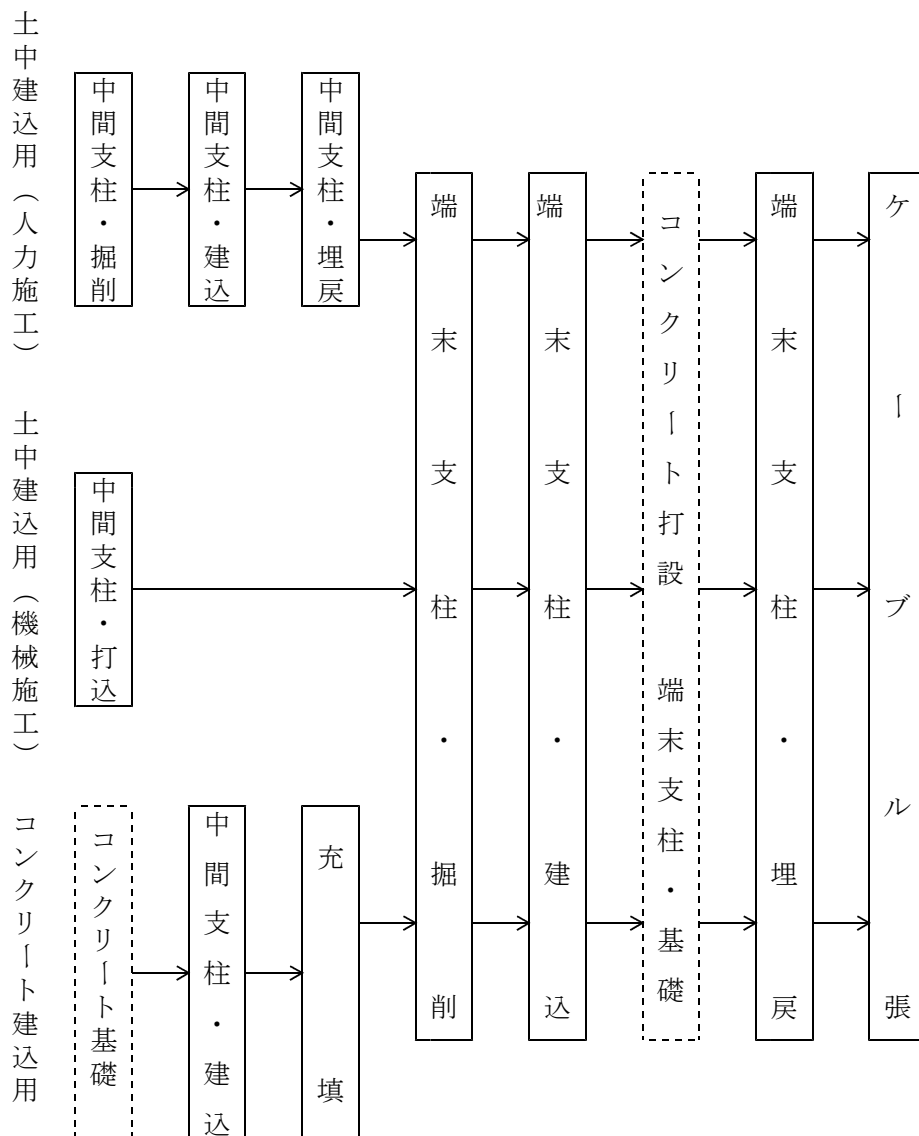 土中建込用（人力施工）
中間支柱・掘削
中間支柱・建込
中間支柱・埋戻
土中建込用（機械施工）
中間支柱・打込
コンクリート建込用
コンクリート基礎
中間支柱・建込
充填
端末支柱・掘削
端末支柱・建込
コンクリート打設　端末支柱・基礎
端末支柱・埋戻
ケーブル張